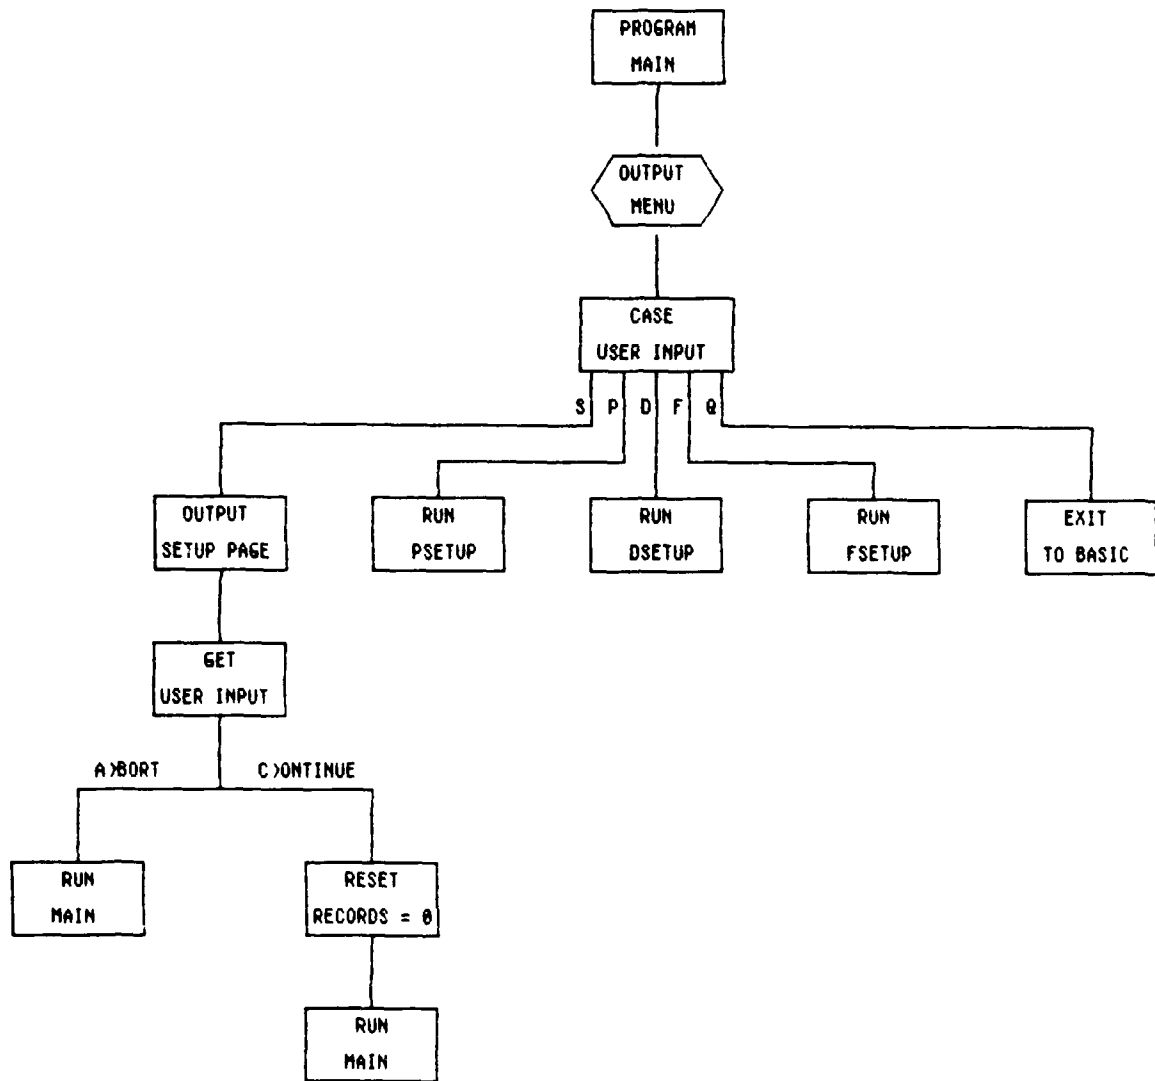 PROGRAM
MAIN
OUTPUT
MENU
CASE
USER INPUT
S P D F Q
OUTPUT
SETUP PAGE
RUN
PSETUP
RUN
DSETUP
RUN
FSETUP
EXIT
TO BASIC
GET
USER INPUT
A>BORT
C>ONTINUE
RUN
MAIN
RESET
RECORDS = 0
RUN
MAIN